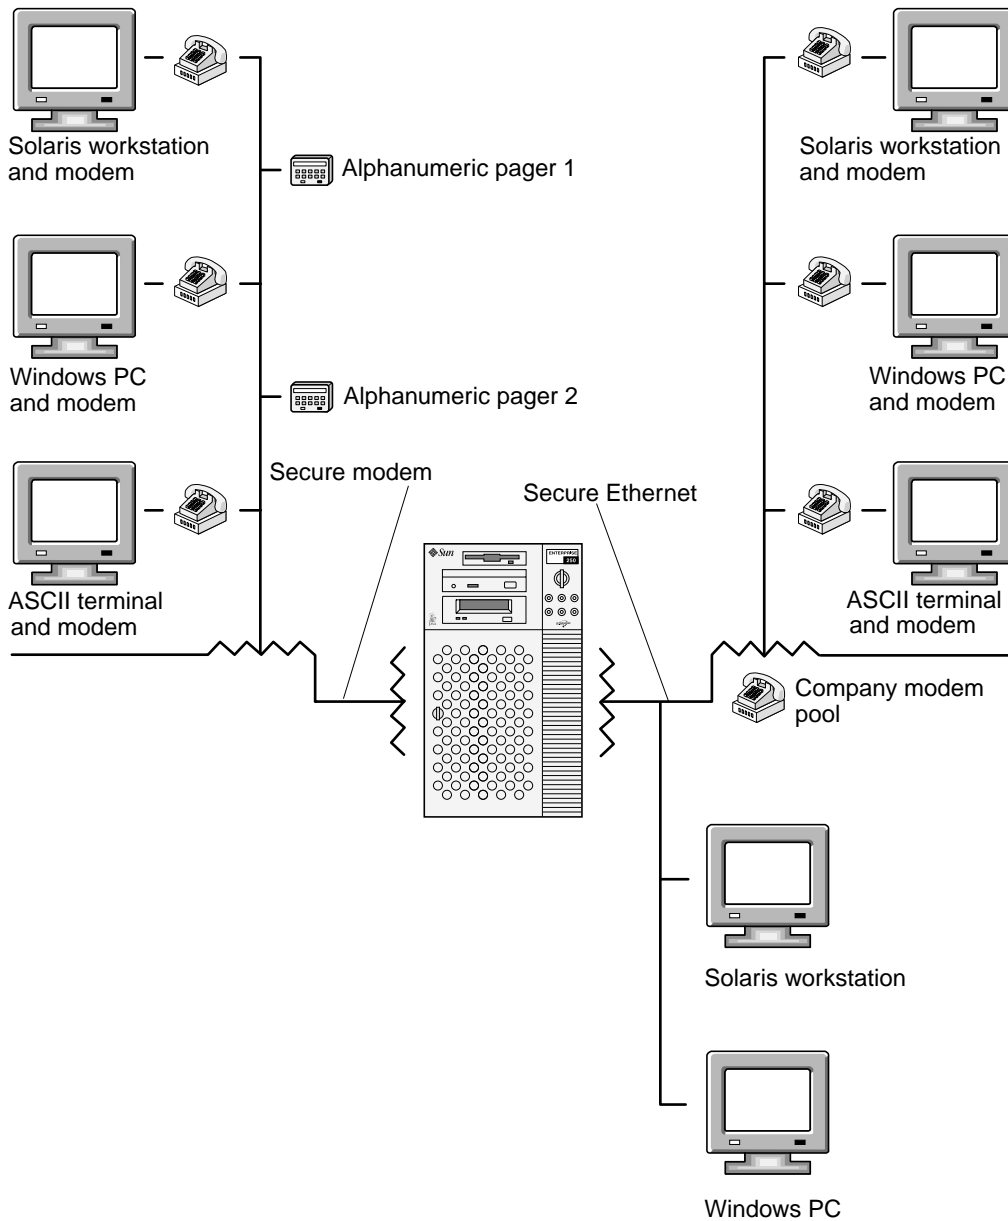 Solaris workstation
and modem
Solaris workstation
and modem
Alphanumeric pager 1
Windows PC
and modem
Windows PC
and modem
Alphanumeric pager 2
Secure modem
Secure Ethernet
Sun
ENTERPRISE
250
ASCII terminal
and modem
ASCII terminal
and modem
Company modem
pool
Solaris workstation
Windows PC